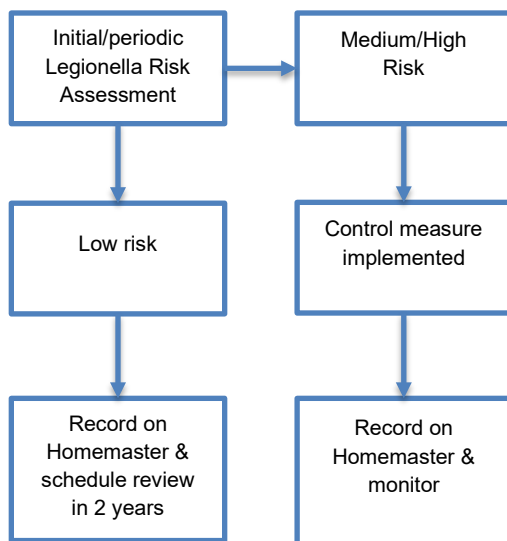 Initial/periodic
Legionella Risk
Assessment
Medium/High
Risk
Low risk
Control measure
implemented
Record on
Homemaster &
schedule review
in 2 years
Record on
Homemaster &
monitor